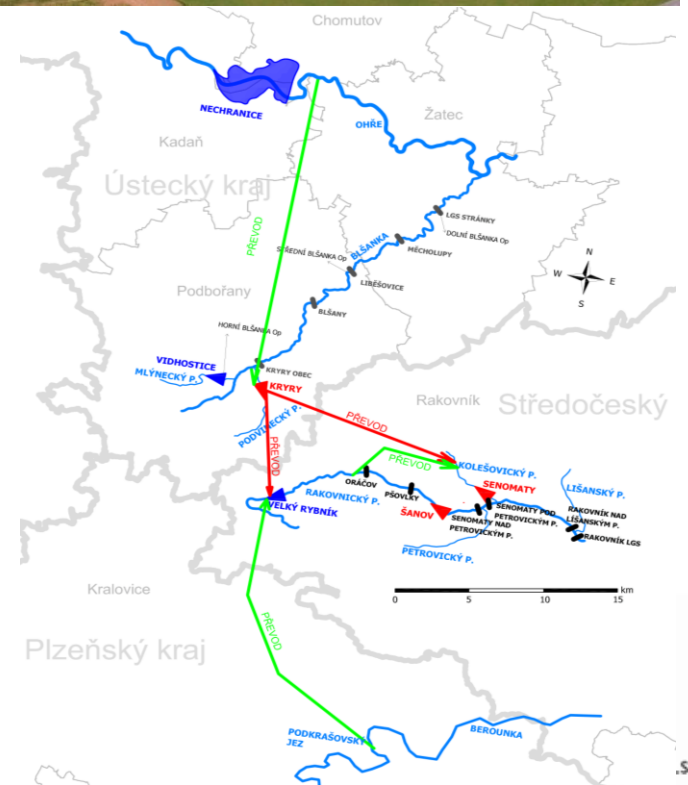 Chomutov
NECHRANICE
Žatec
OHŘE
Kadaň
Ústecký kraj
PŘEVOD
LGS STRÁNKY
DOLNÍ BLŠANKA Op
BLŠANKA
MĚCHOLUPY
STŘEDNÍ BLŠANKA Op
LIBĚŠOVICE
N
W
E
S
Podbořany
BLŠANY
HORNÍ BLŠANKA Op
VIDHOSTICE
MLÝNECKÝ P.
KRYRY OBEC
KRYRY
PODVINECKÝ P.
PŘEVOD
PŘEVOD
Rakovník
Středočeský
PŘEVOD
KOLEŠOVICKÝ P.
ORÁČOV
PŠOVLKY
RAKOVNICKÝ P.
VELKÝ RYBNÍK
ŠANOV
SENOMATY
LIŠANSKÝ P.
SENOMATY NAD
PETROVICKÝM P.
SENOMATY POD
PETROVICKÝM P.
RAKOVNÍK NAD
LIŠANSKÝM P.
RAKOVNÍK LGS
PETROVICKÝ P.
0
5
10
15
km
Kralovice
PŘEVOD
Plzeňský kraj
PODKRAŠOVSKÝ
JEZ
BEROUNKA